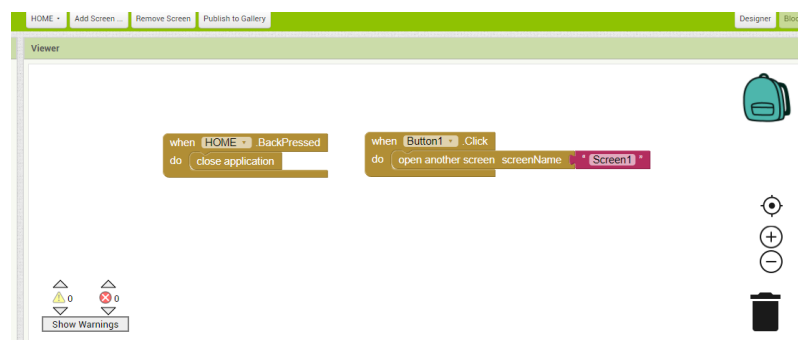 HOME Add Screen ... Remove Screen Publish to Gallery Designer Bloc
Viewer
when HOME .BackPressed
do close application
when Button1 .Click
do open another screen screenName " Screen1 "
0 0
Show Warnings